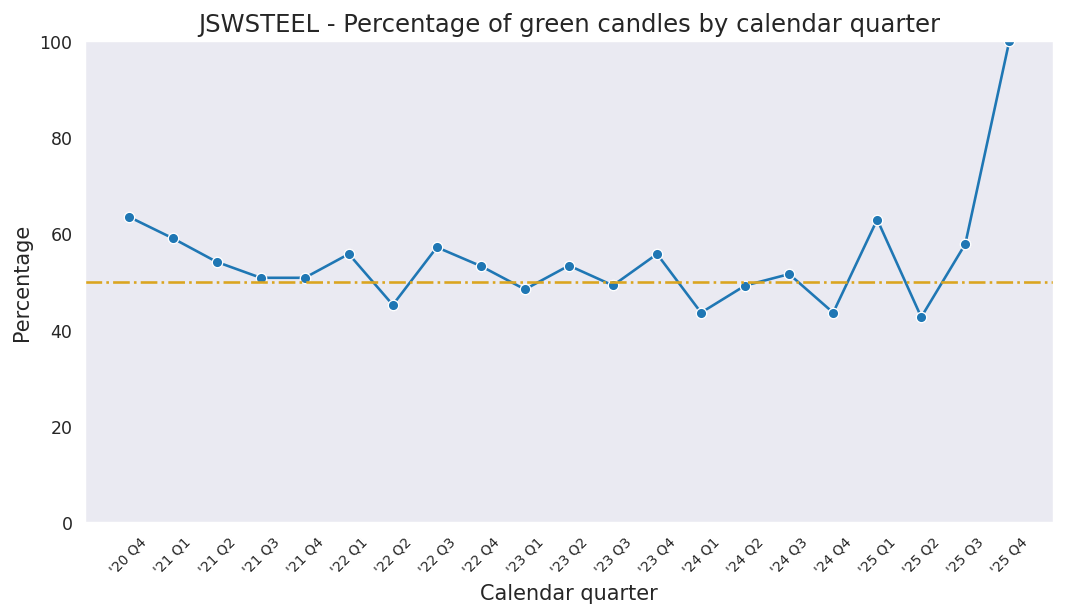 JSWSTEEL - Percentage of green candles by calendar quarter
Percentage
100
80
60
40
20
0
'20 Q4
'21 Q1
'21 Q2
'21 Q3
'21 Q4
'22 Q1
'22 Q2
'22 Q3
'22 Q4
'23 Q1
'23 Q2
'23 Q3
'23 Q4
'24 Q1
'24 Q2
'24 Q3
'24 Q4
'25 Q1
'25 Q2
'25 Q3
'25 Q4
Calendar quarter